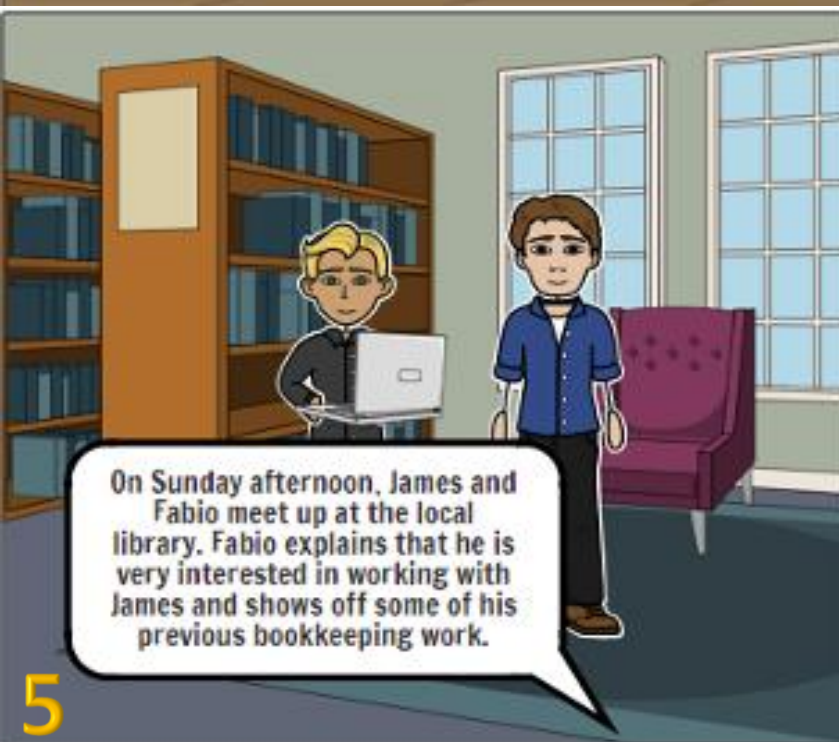 On Sunday afternoon, James and
Fabio meet up at the local
library. Fabio explains that he is
very interested in working with
James and shows off some of his
previous bookkeeping work.
5